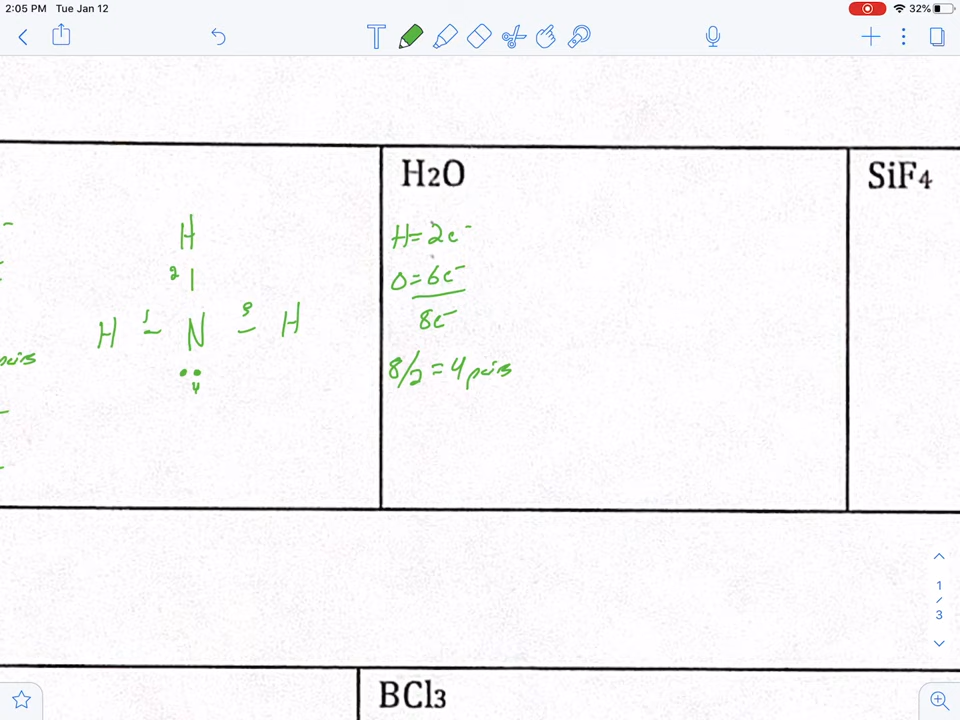 2:05 PM Tue Jan 12
32%
T
H2O
SiF4
H
2
H 1 N 3 H
4
pairs
H=2e⁻
O=6e⁻
8e⁻
8/2 = 4 pairs
1
/
3
BCl3